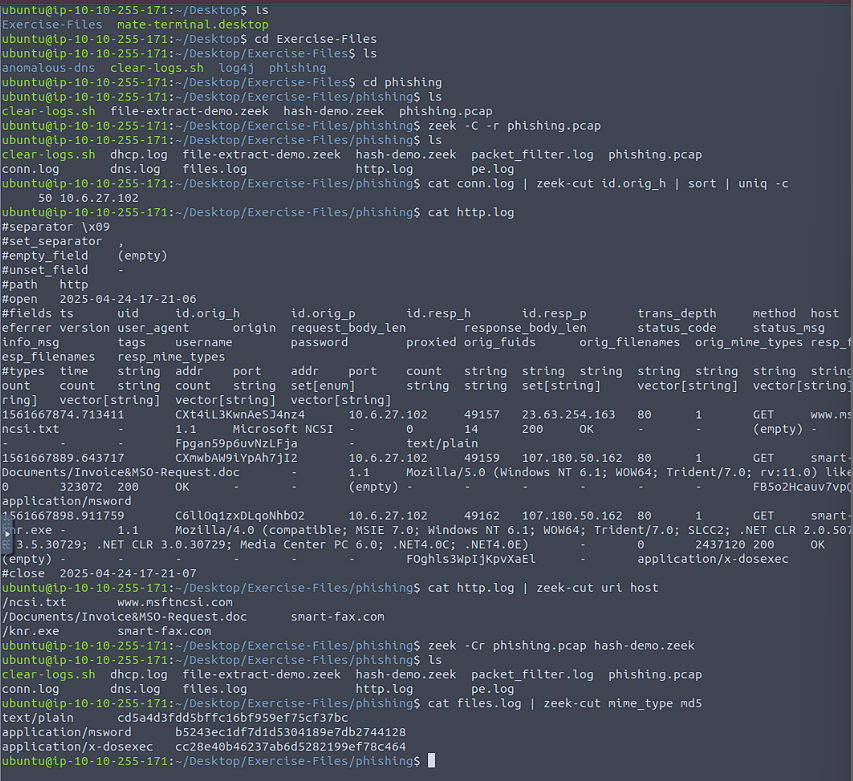 ubuntu@ip-10-10-255-171:~/Desktop$ ls
Exercise-Files  mate-terminal.desktop
ubuntu@ip-10-10-255-171:~/Desktop$ cd Exercise-Files
ubuntu@ip-10-10-255-171:~/Desktop/Exercise-Files$ ls
anomalous-dns  clear-logs.sh  log4j  phishing
ubuntu@ip-10-10-255-171:~/Desktop/Exercise-Files$ cd phishing
ubuntu@ip-10-10-255-171:~/Desktop/Exercise-Files/phishing$ ls
clear-logs.sh  file-extract-demo.zeek  hash-demo.zeek  phishing.pcap
ubuntu@ip-10-10-255-171:~/Desktop/Exercise-Files/phishing$ zeek -C -r phishing.pcap
ubuntu@ip-10-10-255-171:~/Desktop/Exercise-Files/phishing$ ls
clear-logs.sh  dhcp.log  file-extract-demo.zeek  hash-demo.zeek  packet_filter.log  phishing.pcap
conn.log       dns.log   files.log               http.log        pe.log
ubuntu@ip-10-10-255-171:~/Desktop/Exercise-Files/phishing$ cat conn.log | zeek-cut id.orig_h | sort | uniq -c
     50 10.6.27.102
ubuntu@ip-10-10-255-171:~/Desktop/Exercise-Files/phishing$ cat http.log
#separator \x09
#set_separator  ,
#empty_field    (empty)
#unset_field    -
#path   http
#open   2025-04-24-17-21-06
#fields ts      uid     id.orig_h       id.orig_p       id.resp_h       id.resp_p       trans_depth     method  host
eferrer version user_agent      origin  request_body_len        response_body_len       status_code     status_msg
info_msg        tags    username        password        proxied orig_fuids      orig_filenames  orig_mime_types resp_f
esp_filenames   resp_mime_types
#types  time    string  addr    port    addr    port    count   string  string  string  string  string  string
ount    count   string  count   string  set[enum]       string  string  set[string]     vector[string]  vector[string]
ring]   vector[string]  vector[string]  vector[string]
1561667874.713411       CXt4iL3KwnAeSJ4nz4      10.6.27.102     49157   23.63.254.163   80      1       GET     www.ms
ncsi.txt        -       1.1     Microsoft NCSI  -       0       14      200     OK      -       -       (empty) -
-       -       -       Fpgan59p6uvNzLFja       -       text/plain
1561667889.643717       CXmwbAW9iYpAh7jI2       10.6.27.102     49159   107.180.50.162  80      1       GET     smart-
Documents/Invoice&MSO-Request.doc       -       1.1     Mozilla/5.0 (Windows NT 6.1; WOW64; Trident/7.0; rv:11.0) like
0       323072  200     OK      -       -       (empty) -       -       -       -       -       FB5o2Hcauv7vpQ
application/msword
1561667898.911759       C6llOq1zxDLqoNhbO2      10.6.27.102     49162   107.180.50.162  80      1       GET     smart-
nr.exe -       1.1     Mozilla/4.0 (compatible; MSIE 7.0; Windows NT 6.1; WOW64; Trident/7.0; SLCC2; .NET CLR 2.0.507
3.5.30729; .NET CLR 3.0.30729; Media Center PC 6.0; .NET4.0C; .NET4.0E)        -       0       2437120 200     OK
(empty) -       -       -       -       -       -       FOghls3WpIjKpvXaEl      -       application/x-dosexec
#close  2025-04-24-17-21-07
ubuntu@ip-10-10-255-171:~/Desktop/Exercise-Files/phishing$ cat http.log | zeek-cut uri host
/ncsi.txt       www.msftncsi.com
/Documents/Invoice&MSO-Request.doc      smart-fax.com
/knr.exe        smart-fax.com
ubuntu@ip-10-10-255-171:~/Desktop/Exercise-Files/phishing$ zeek -Cr phishing.pcap hash-demo.zeek
ubuntu@ip-10-10-255-171:~/Desktop/Exercise-Files/phishing$ ls
clear-logs.sh  dhcp.log  file-extract-demo.zeek  hash-demo.zeek  packet_filter.log  phishing.pcap
conn.log       dns.log   files.log               http.log        pe.log
ubuntu@ip-10-10-255-171:~/Desktop/Exercise-Files/phishing$ cat files.log | zeek-cut mime_type md5
text/plain      cd5a4d3fdd5bffc16bf959ef75cf37bc
application/msword      b5243ec1df7d1d5304189e7db2744128
application/x-dosexec   cc28e40b46237ab6d5282199ef78c464
ubuntu@ip-10-10-255-171:~/Desktop/Exercise-Files/phishing$